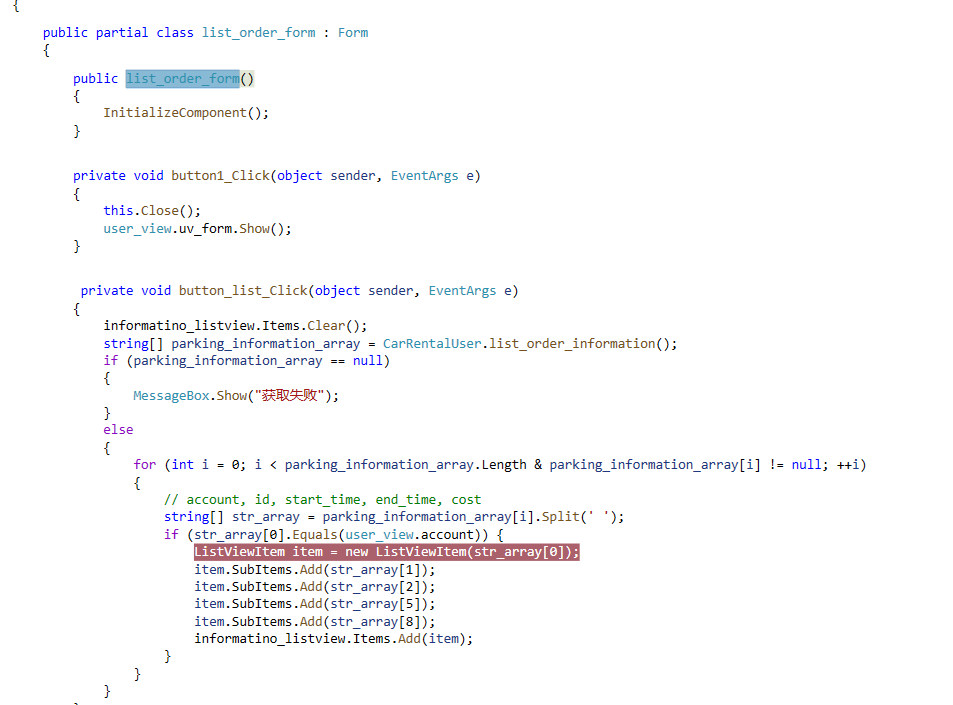 {
public partial class list_order_form : Form
{
public list_order_form()
{
InitializeComponent();
}
private void button1_Click(object sender, EventArgs e)
{
this.Close();
user_view.uv_form.Show();
}
private void button_list_Click(object sender, EventArgs e)
{
informatino_listview.Items.Clear();
string[] parking_information_array = CarRentalUser.list_order_information();
if (parking_information_array == null)
{
MessageBox.Show("获取失败");
}
else
{
for (int i = 0; i < parking_information_array.Length & parking_information_array[i] != null; ++i)
{
// account, id, start_time, end_time, cost
string[] str_array = parking_information_array[i].Split(' ');
if (str_array[0].Equals(user_view.account)) {
ListViewItem item = new ListViewItem(str_array[0]);
item.SubItems.Add(str_array[1]);
item.SubItems.Add(str_array[2]);
item.SubItems.Add(str_array[5]);
item.SubItems.Add(str_array[8]);
informatino_listview.Items.Add(item);
}
}
}